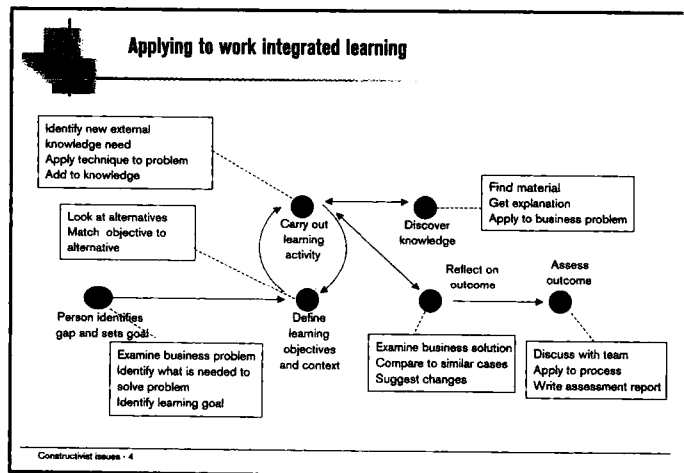 Applying to work integrated learning
Identify new external
knowledge need
Apply technique to problem
Add to knowledge
Look at alternatives
Match objective to
alternative
Carry out
learning
activity
Discover
knowledge
Find material
Get explanation
Apply to business problem
Person identifies
gap and sets goal
Define
learning
objectives
and context
Reflect on
outcome
Assess
outcome
Examine business problem
Identify what is needed to
solve problem
Identify learning goal
Examine business solution
Compare to similar cases
Suggest changes
Discuss with team
Apply to process
Write assessment report
Constructivist issues - 4